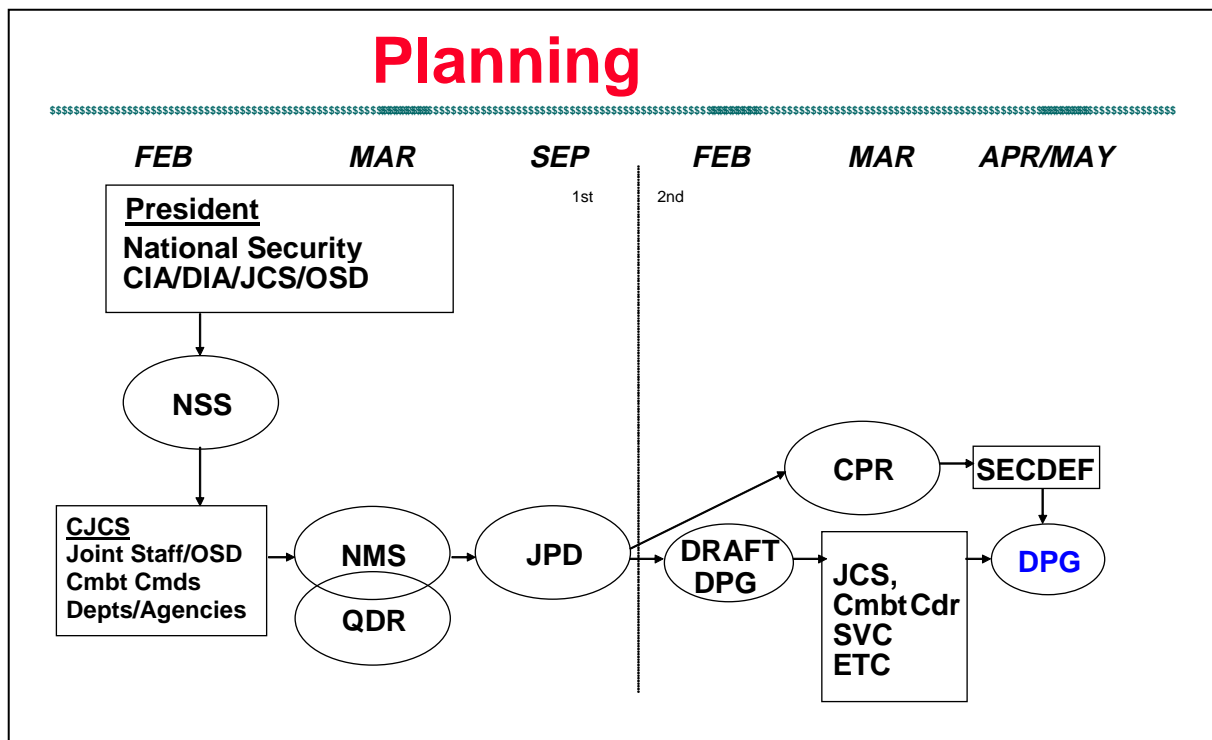 Planning
$$$$$$$$$$$$$$$$$$$$$$$$$$$$$$$$$$$$$$$$$$$$$$$$$$$$$$$$$$$$$$$$$$$$$$$$$$$$$$$$$$$$$$$$$$$$$$$$$$$$$$$$$$$$$$$$$$$$$$$$$$$$$$$$$$$$$$$$$$$$$$$$$$$$$$$$$$$$$$$$$$$$$$$$$$$$$$$$$$$$$$$$
FEB MAR SEP FEB MAR APR/MAY
1st 2nd
President
National Security
CIA/DIA/JCS/OSD
NSS
CPR
SECDEF
CJCS
Joint Staff/OSD
Cmbt Cmds
Depts/Agencies
NMS
QDR
JPD
DRAFT
DPG
JCS,
Cmbt Cdr
SVC
ETC
DPG